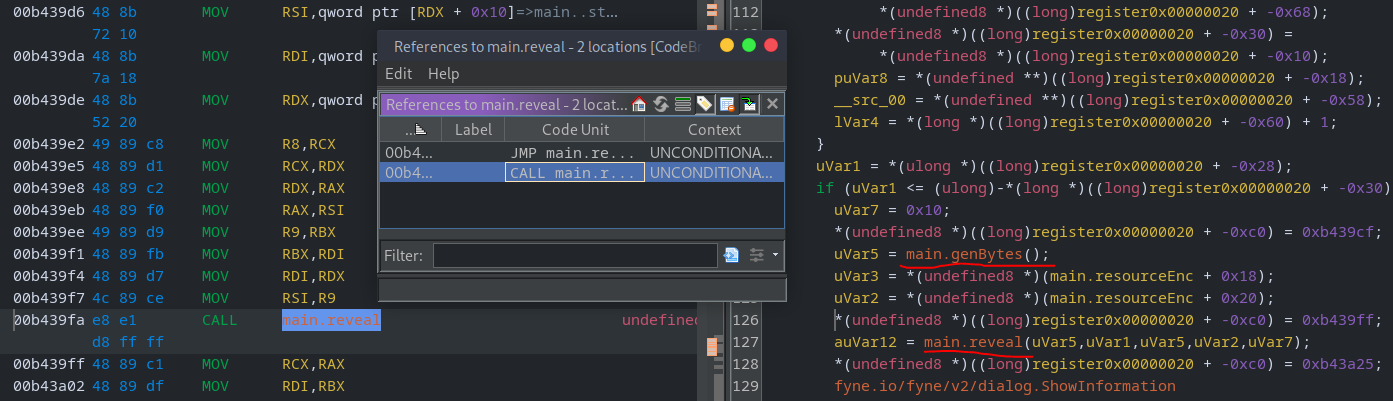 00b439d6 48 8b MOV RSI,qword ptr [RDX + 0x10]=>main..st...
72 10
00b439da 48 8b MOV RDI,qword p
7a 18
00b439de 48 8b MOV RDX,qword p
52 20
00b439e2 49 89 c8 MOV R8,RCX
00b439e5 48 89 d1 MOV RCX,RDX
00b439e8 48 89 c2 MOV RDX,RAX
00b439eb 48 89 f0 MOV RAX,RSI
00b439ee 49 89 d9 MOV R9,RBX
00b439f1 48 89 fb MOV RBX,RDI
00b439f4 48 89 d7 MOV RDI,RDX
00b439f7 4c 89 ce MOV RSI,R9
00b439fa e8 e1 CALL main.reveal undefined
d8 ff ff
00b439ff 48 89 c1 MOV RCX,RAX
00b43a02 48 89 df MOV RDI,RBX
References to main.reveal - 2 locations [CodeBr
Edit Help
References to main.reveal - 2 locat...
... Label Code Unit Context
00b4... JMP main.re... UNCONDITIONA...
00b4... CALL main.r... UNCONDITIONA...
Filter:
112 *(undefined8 *)((long)register0x00000020 + -0x68);
*(undefined8 *)((long)register0x00000020 + -0x30) =
*(undefined8 *)((long)register0x00000020 + -0x10);
puVar8 = *(undefined **)((long)register0x00000020 + -0x18);
__src_00 = *(undefined **)((long)register0x00000020 + -0x58);
lVar4 = *(long *)((long)register0x00000020 + -0x60) + 1;
}
uVar1 = *(ulong *)((long)register0x00000020 + -0x28);
if (uVar1 <= (ulong)-*(long *)((long)register0x00000020 + -0x30)
uVar7 = 0x10;
*(undefined8 *)((long)register0x00000020 + -0xc0) = 0xb439cf;
uVar5 = main.genBytes();
uVar3 = *(undefined8 *)(main.resourceEnc + 0x18);
uVar2 = *(undefined8 *)(main.resourceEnc + 0x20);
126 *(undefined8 *)((long)register0x00000020 + -0xc0) = 0xb439ff;
127 auVar12 = main.reveal(uVar5,uVar1,uVar5,uVar2,uVar7);
128 *(undefined8 *)((long)register0x00000020 + -0xc0) = 0xb43a25;
129 fyne.io/fyne/v2/dialog.ShowInformation